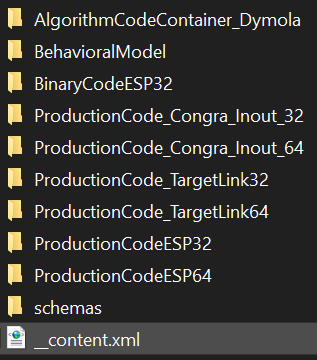 AlgorithmCodeContainer_Dymola
BehavioralModel
BinaryCodeESP32
ProductionCode_Congra_Inout_32
ProductionCode_Congra_Inout_64
ProductionCode_TargetLink32
ProductionCode_TargetLink64
ProductionCodeESP32
ProductionCodeESP64
schemas
__content.xml